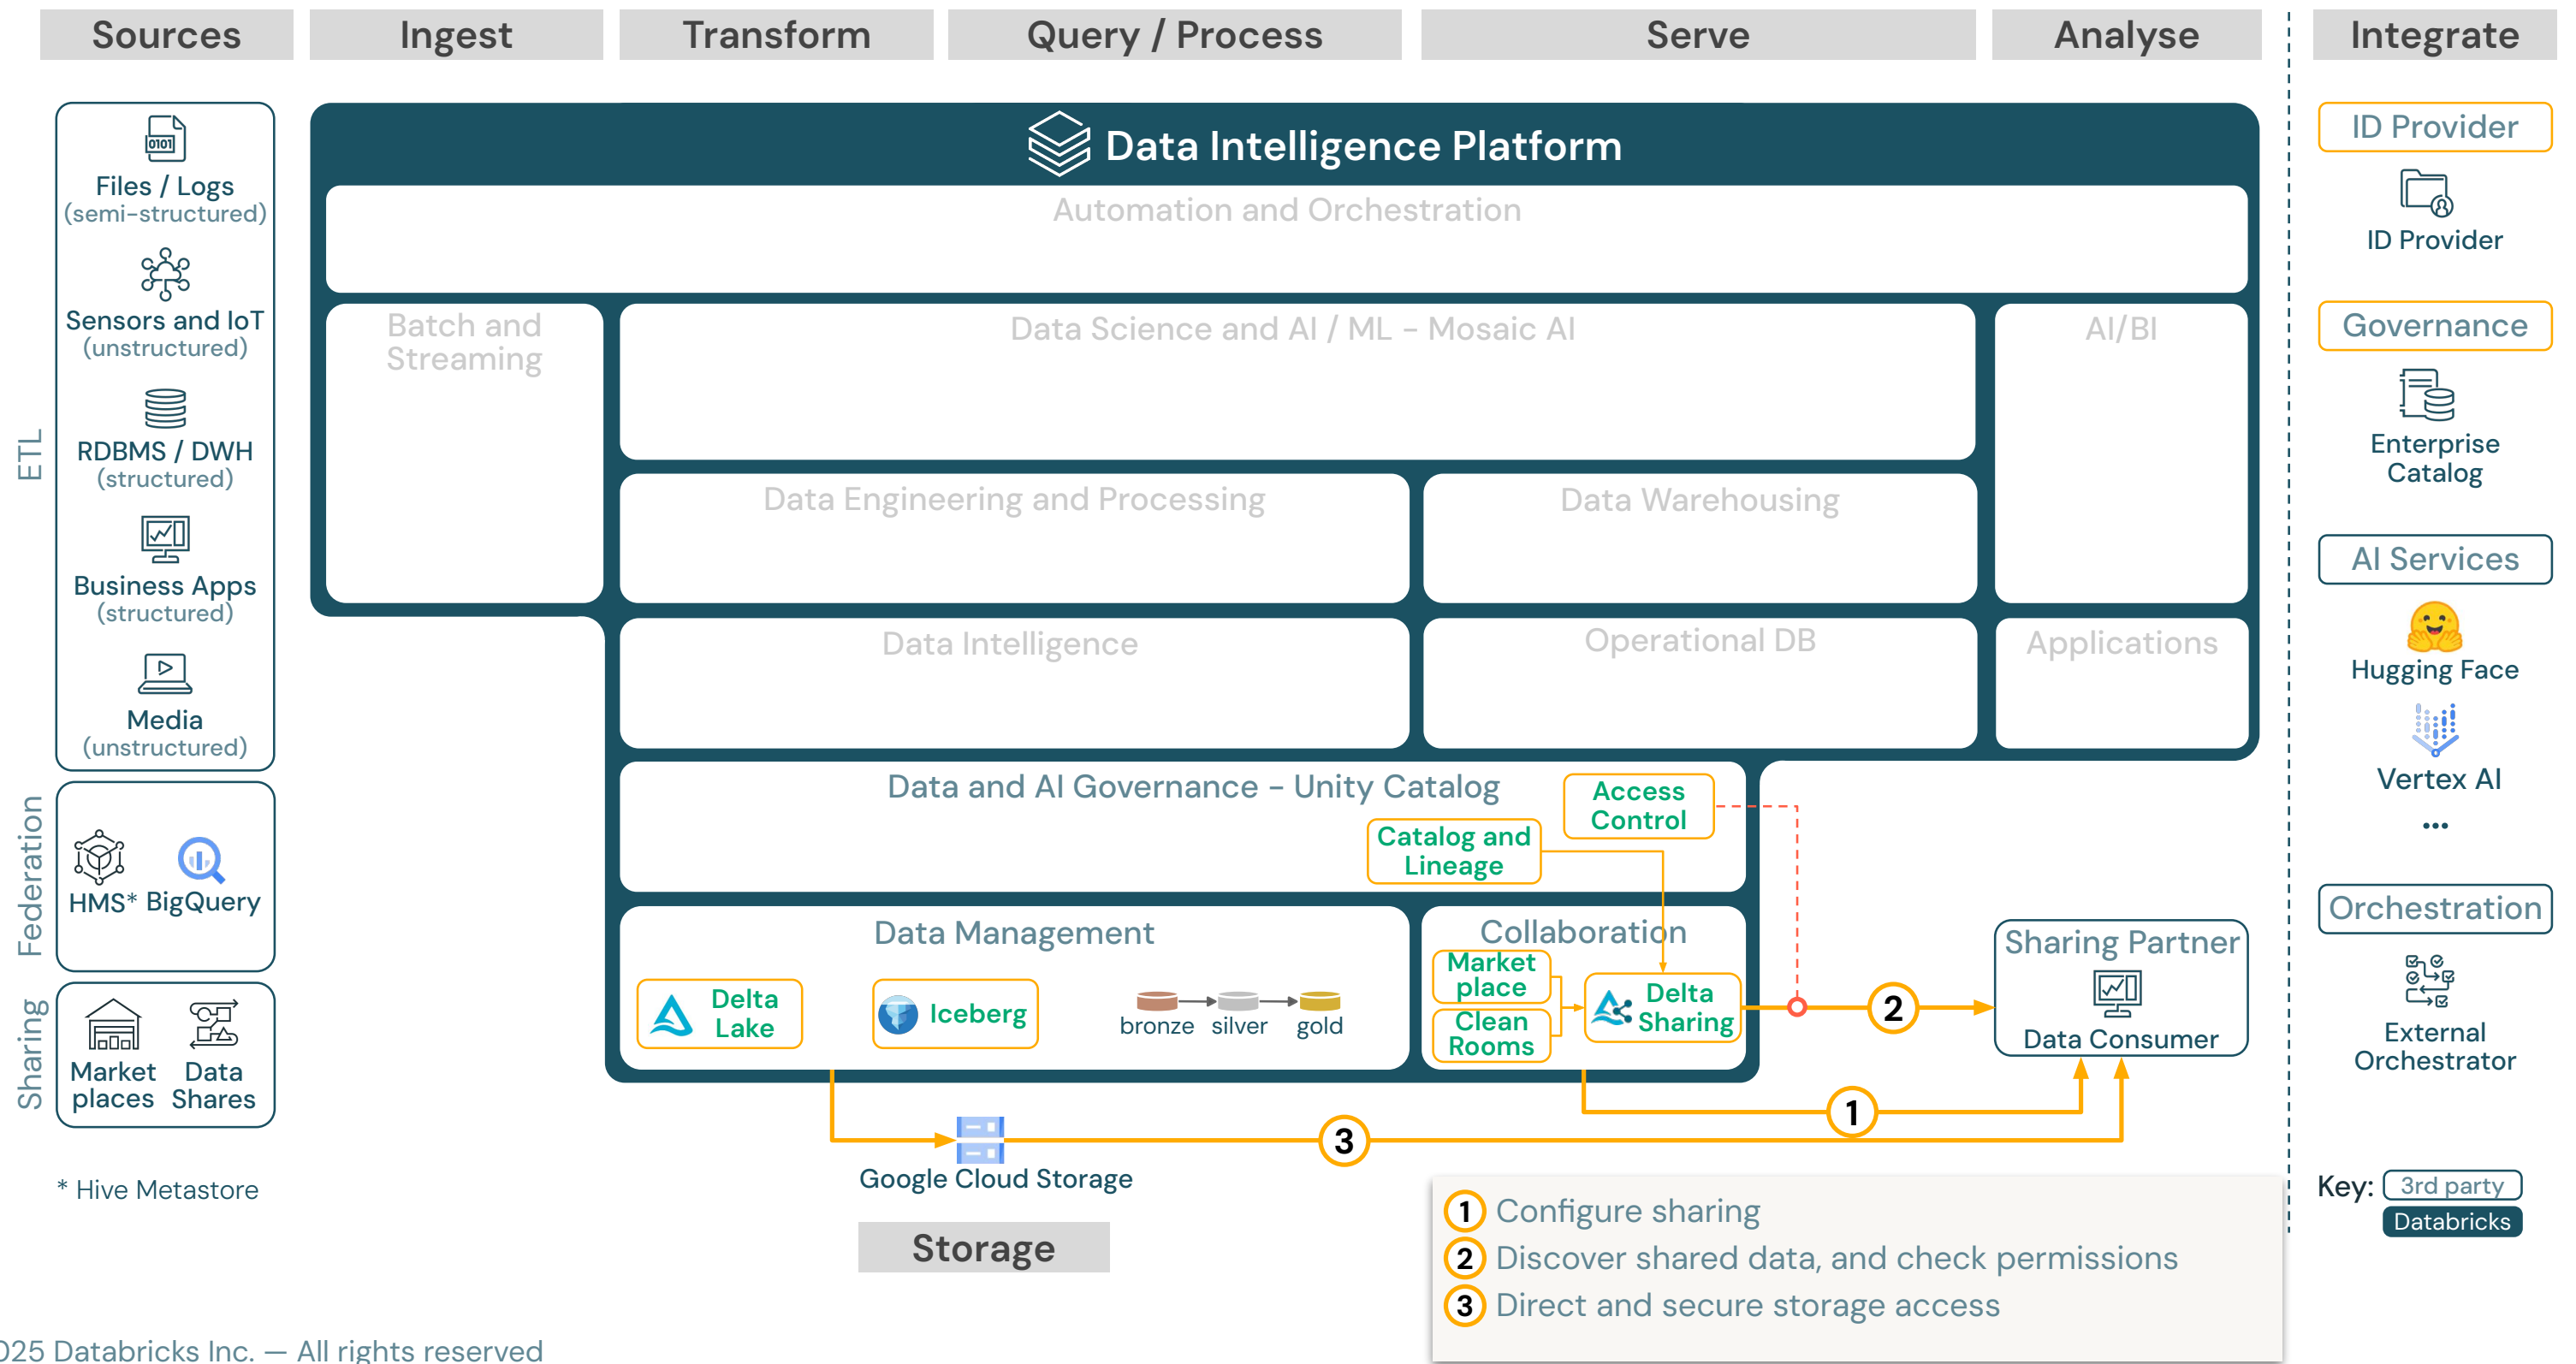 Sources
Ingest
Transform
Query / Process
Serve
Analyse
Integrate
ETL
Files / Logs
(semi-structured)
Sensors and IoT
(unstructured)
RDBMS / DWH
(structured)
Business Apps
(structured)
Media
(unstructured)
Federation
HMS*
BigQuery
Sharing
Market
places
Data
Shares
* Hive Metastore
Data Intelligence Platform
Automation and Orchestration
Batch and
Streaming
Data Science and AI / ML - Mosaic AI
AI/BI
Data Engineering and Processing
Data Warehousing
Data Intelligence
Operational DB
Applications
Data and AI Governance - Unity Catalog
Access
Control
Catalog and
Lineage
Data Management
Delta
Lake
Iceberg
bronze
silver
gold
Collaboration
Market
place
Clean
Rooms
Delta
Sharing
2
Sharing Partner
Data Consumer
1
3
Google Cloud Storage
Storage
1 Configure sharing
2 Discover shared data, and check permissions
3 Direct and secure storage access
ID Provider
ID Provider
Governance
Enterprise
Catalog
AI Services
Hugging Face
Vertex AI
...
Orchestration
External
Orchestrator
Key: 3rd party
Databricks
025 Databricks Inc. — All rights reserved
0101